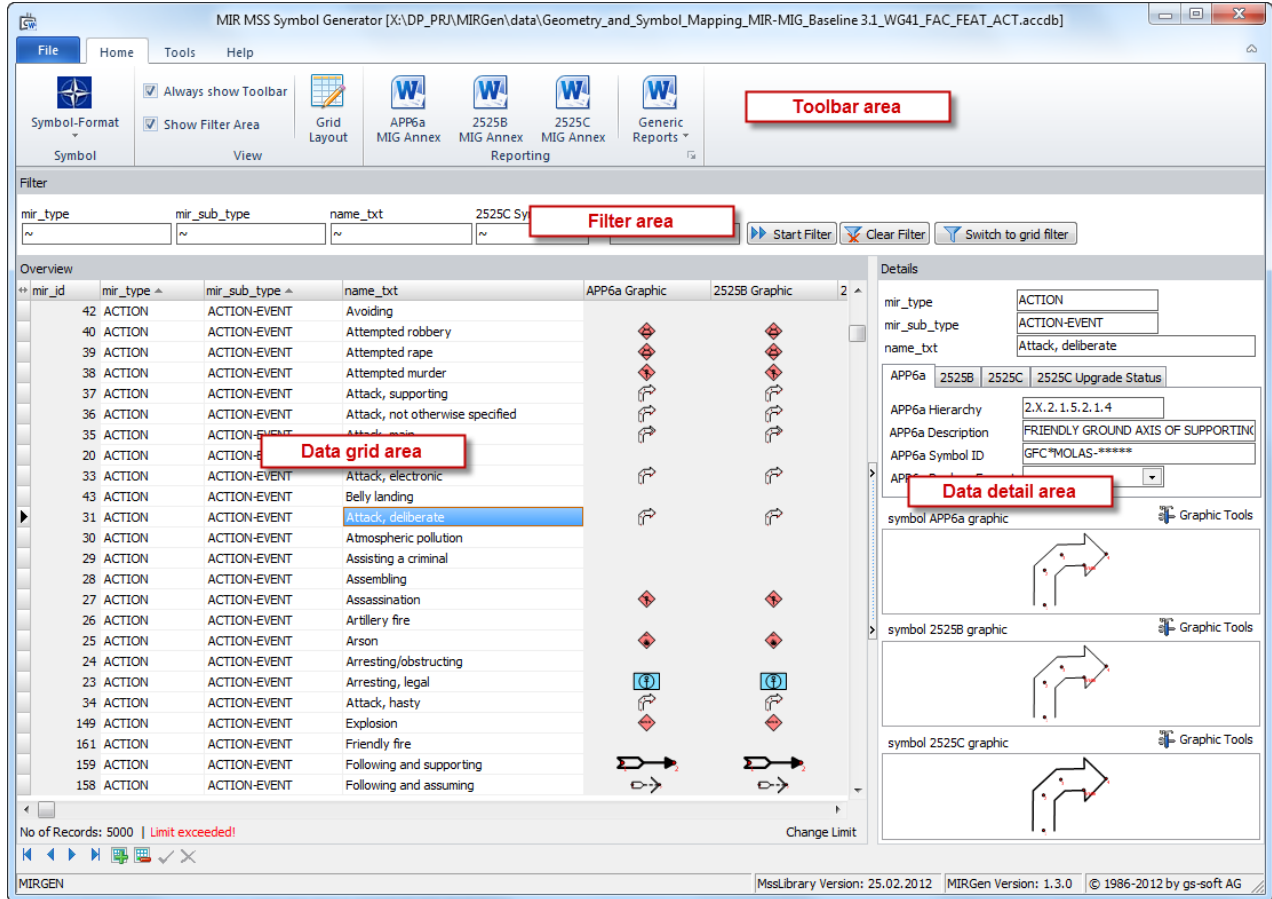 MIR MSS Symbol Generator [X:\DP_PRJ\MIRGen\data\Geometry_and_Symbol_Mapping_MIR-MIG_Baseline 3.1_WG41_FAC_FEAT_ACT.accdb]
File Home Tools Help
Symbol-Format
Symbol
Always show Toolbar
Show Filter Area
Grid Layout
View
APP6a MIG Annex
2525B MIG Annex
2525C MIG Annex
Generic Reports
Reporting
Toolbar area
Filter
mir_type mir_sub_type name_txt 2525C Sy
Filter area
~ ~ ~ ~ Start Filter Clear Filter Switch to grid filter
Overview
mir_id mir_type mir_sub_type name_txt APP6a Graphic 2525B Graphic 2
42 ACTION ACTION-EVENT Avoiding
40 ACTION ACTION-EVENT Attempted robbery
39 ACTION ACTION-EVENT Attempted rape
38 ACTION ACTION-EVENT Attempted murder
37 ACTION ACTION-EVENT Attack, supporting
36 ACTION ACTION-EVENT Attack, not otherwise specified
35 ACTION
20 ACTION
Data grid area
33 ACTION ACTION-EVENT Attack, electronic
43 ACTION ACTION-EVENT Belly landing
31 ACTION ACTION-EVENT Attack, deliberate
30 ACTION ACTION-EVENT Atmospheric pollution
29 ACTION ACTION-EVENT Assisting a criminal
28 ACTION ACTION-EVENT Assembling
27 ACTION ACTION-EVENT Assassination
26 ACTION ACTION-EVENT Artillery fire
25 ACTION ACTION-EVENT Arson
24 ACTION ACTION-EVENT Arresting/obstructing
23 ACTION ACTION-EVENT Arresting, legal
34 ACTION ACTION-EVENT Attack, hasty
149 ACTION ACTION-EVENT Explosion
161 ACTION ACTION-EVENT Friendly fire
159 ACTION ACTION-EVENT Following and supporting
158 ACTION ACTION-EVENT Following and assuming
No of Records: 5000 | Limit exceeded! Change Limit
Details
mir_type ACTION
mir_sub_type ACTION-EVENT
name_txt Attack, deliberate
APP6a 2525B 2525C 2525C Upgrade Status
APP6a Hierarchy 2.X.2.1.5.2.1.4
APP6a Description FRIENDLY GROUND AXIS OF SUPPORTING
APP6a Symbol ID GFC*MOLAS-*****
Data detail area
symbol APP6a graphic Graphic Tools
symbol 2525B graphic Graphic Tools
symbol 2525C graphic Graphic Tools
MIRGEN MssLibrary Version: 25.02.2012 MIRGen Version: 1.3.0 © 1986-2012 by gs-soft AG